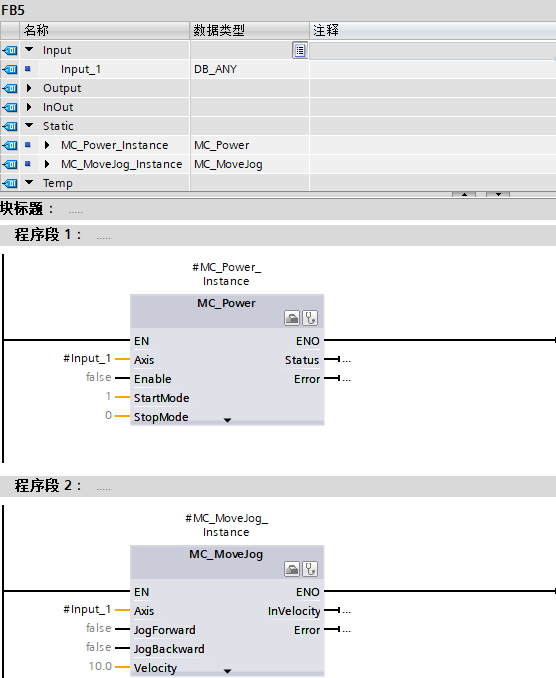 FB5
名称 数据类型 注释
Input
Input_1 DB_ANY
Output
InOut
Static
MC_Power_Instance MC_Power
MC_MoveJog_Instance MC_MoveJog
Temp
块标题： .....
程序段 1： .....
#MC_Power_
Instance
MC_Power
EN ENO
#Input_1 Axis Status ...
false Enable Error ...
1 StartMode
0 StopMode
程序段 2： .....
#MC_MoveJog_
Instance
MC_MoveJog
EN ENO
#Input_1 Axis InVelocity ...
false JogForward Error ...
false JogBackward
10.0 Velocity